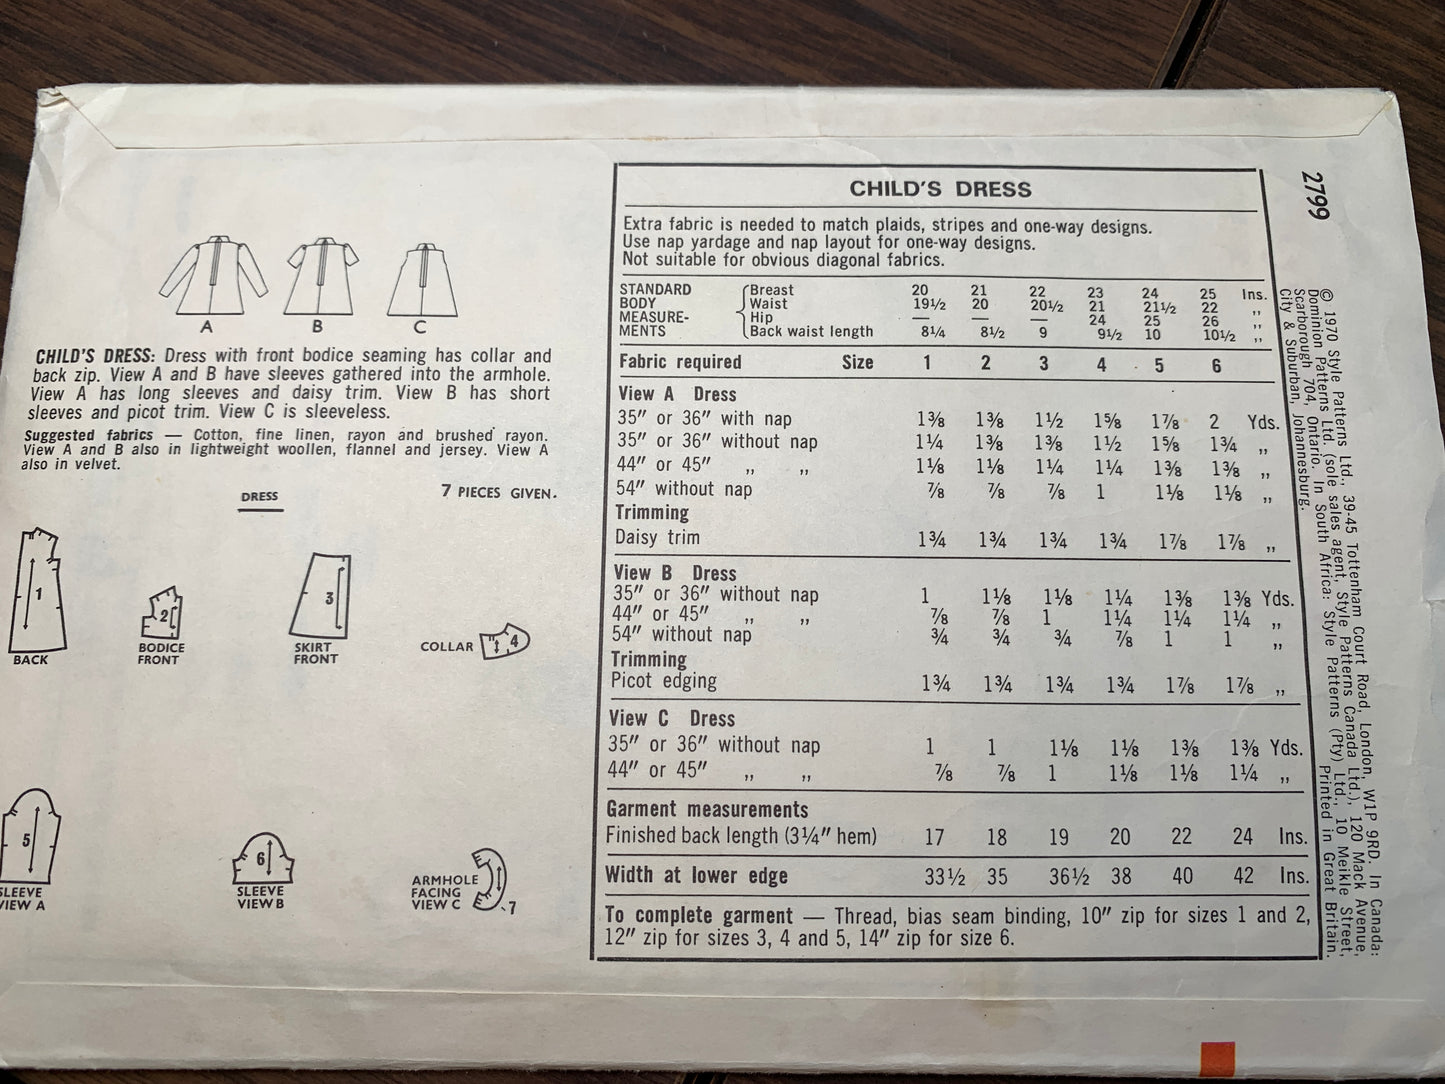 A B C
CHILD'S DRESS: Dress with front bodice seaming has collar and
back zip. View A and B have sleeves gathered into the armhole.
View A has long sleeves and daisy trim. View B has short
sleeves and picot trim. View C is sleeveless.
Suggested fabrics — Cotton, fine linen, rayon and brushed rayon.
View A and B also in lightweight woollen, flannel and jersey. View A
also in velvet.
DRESS
7 PIECES GIVEN.
1
BACK
2
BODICE
FRONT
3
SKIRT
FRONT
COLLAR 4
5
SLEEVE
VIEW A
6
SLEEVE
VIEW B
ARMHOLE
FACING
VIEW C 7
CHILD'S DRESS
Extra fabric is needed to match plaids, stripes and one-way designs.
Use nap yardage and nap layout for one-way designs.
Not suitable for obvious diagonal fabrics.
STANDARD Breast 20 21 22 23 24 25 Ins.
BODY Waist 19½ 20 20½ 21 21½ 22 ,,
MEASURE- Hip — — — 24 25 26 ,,
MENTS Back waist length 8¼ 8½ 9 9½ 10 10½ ,,
Fabric required Size 1 2 3 4 5 6
View A Dress
35" or 36" with nap 1⅜ 1⅜ 1½ 1⅝ 1⅞ 2 Yds.
35" or 36" without nap 1¼ 1⅜ 1⅜ 1½ 1⅝ 1¾ ,,
44" or 45" ,, ,, 1⅛ 1⅛ 1¼ 1¼ 1⅜ 1⅜ ,,
54" without nap ⅞ ⅞ ⅞ 1 1⅛ 1⅛ ,,
Trimming
Daisy trim 1¾ 1¾ 1¾ 1¾ 1⅞ 1⅞ ,,
View B Dress
35" or 36" without nap 1 1⅛ 1⅛ 1¼ 1⅜ 1⅜ Yds.
44" or 45" ,, ,, ⅞ ⅞ 1 1¼ 1¼ 1¼ ,,
54" without nap ¾ ¾ ¾ ⅞ 1 1 ,,
Trimming
Picot edging 1¾ 1¾ 1¾ 1¾ 1⅞ 1⅞ ,,
View C Dress
35" or 36" without nap 1 1 1⅛ 1⅛ 1⅜ 1⅜ Yds.
44" or 45" ,, ,, ⅞ ⅞ 1 1⅛ 1⅛ 1¼ ,,
Garment measurements
Finished back length (3¼" hem) 17 18 19 20 22 24 Ins.
Width at lower edge 33½ 35 36½ 38 40 42 Ins.
To complete garment — Thread, bias seam binding, 10" zip for sizes 1 and 2,
12" zip for sizes 3, 4 and 5, 14" zip for size 6.
2799
© 1970 Style Patterns Ltd., 39-45 Tottenham Court Road, London, W1P 9RD. In Canada:
Dominion Patterns Ltd. (sole sales agent, Style Patterns Canada Ltd.), 120 Mack Avenue,
Scarborough 704, Ontario. In South Africa: Style Patterns (Pty) Ltd., 10 Meikle Street,
City & Suburban, Johannesburg. Printed in Great Britain.